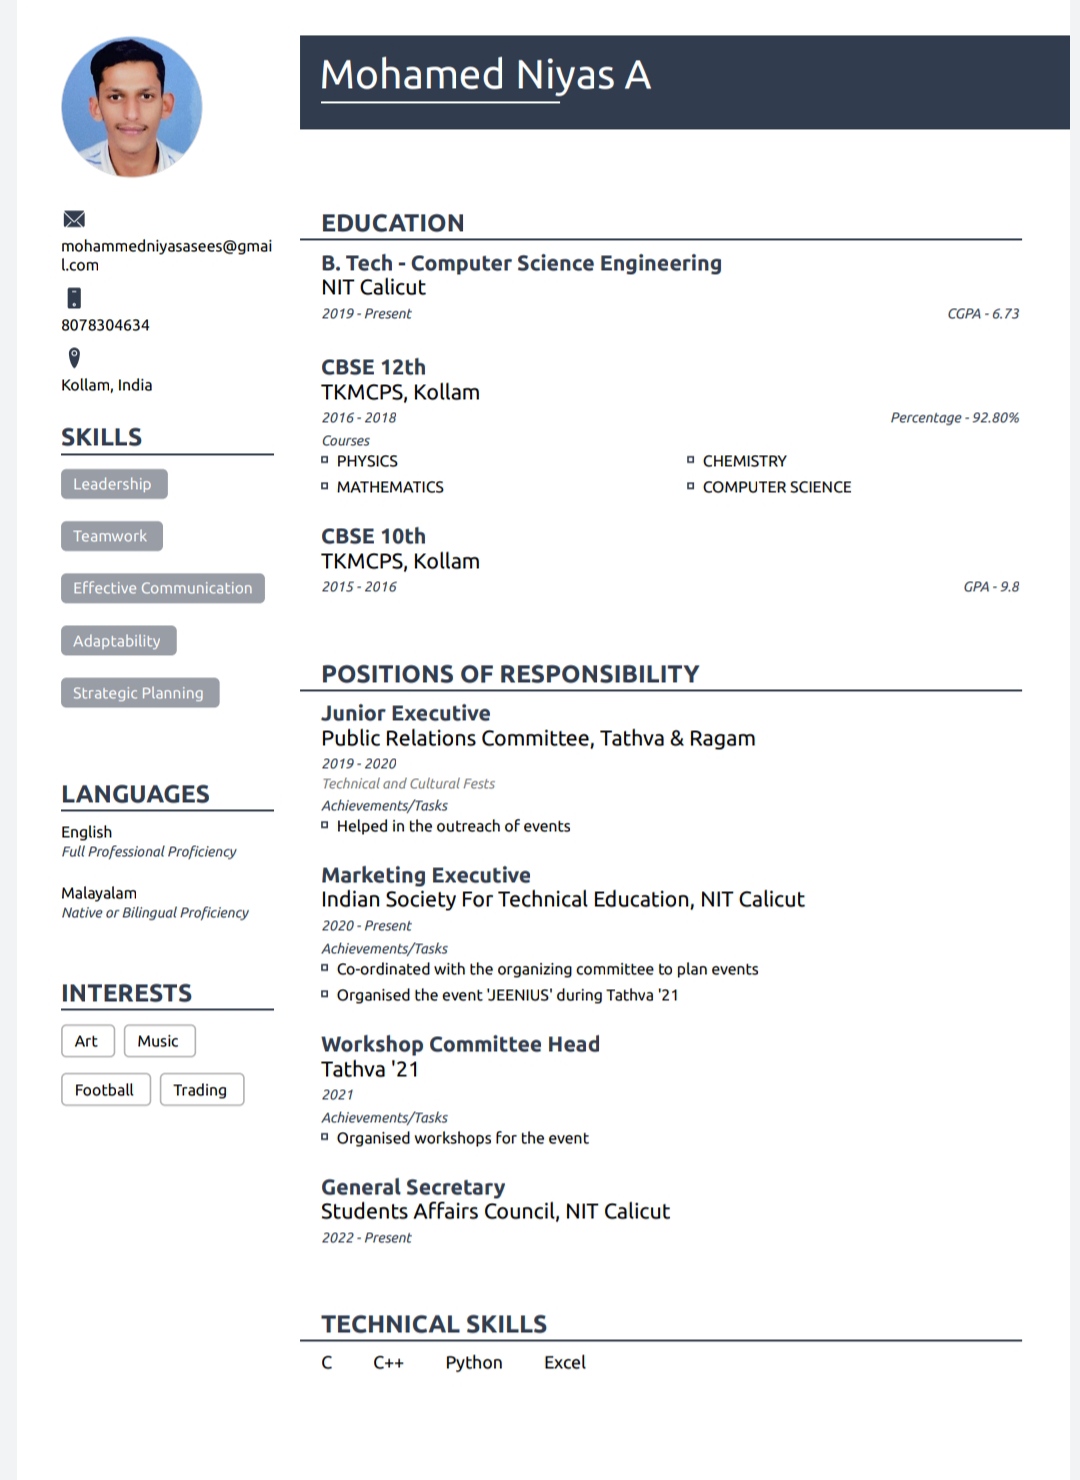 Mohamed Niyas A
mohammedniyasasees@gmai
l.com
8078304634
Kollam, India
SKILLS
Leadership
Teamwork
Effective Communication
Adaptability
Strategic Planning
LANGUAGES
English
Full Professional Proficiency
Malayalam
Native or Bilingual Proficiency
INTERESTS
Art Music
Football Trading
EDUCATION
B. Tech - Computer Science Engineering
NIT Calicut
2019 - Present CGPA - 6.73
CBSE 12th
TKMCPS, Kollam
2016 - 2018 Percentage - 92.80%
Courses
PHYSICS CHEMISTRY
MATHEMATICS COMPUTER SCIENCE
CBSE 10th
TKMCPS, Kollam
2015 - 2016 GPA - 9.8
POSITIONS OF RESPONSIBILITY
Junior Executive
Public Relations Committee, Tathva & Ragam
2019 - 2020
Technical and Cultural Fests
Achievements/Tasks
Helped in the outreach of events
Marketing Executive
Indian Society For Technical Education, NIT Calicut
2020 - Present
Achievements/Tasks
Co-ordinated with the organizing committee to plan events
Organised the event 'JEENIUS' during Tathva '21
Workshop Committee Head
Tathva '21
2021
Achievements/Tasks
Organised workshops for the event
General Secretary
Students Affairs Council, NIT Calicut
2022 - Present
TECHNICAL SKILLS
C C++ Python Excel